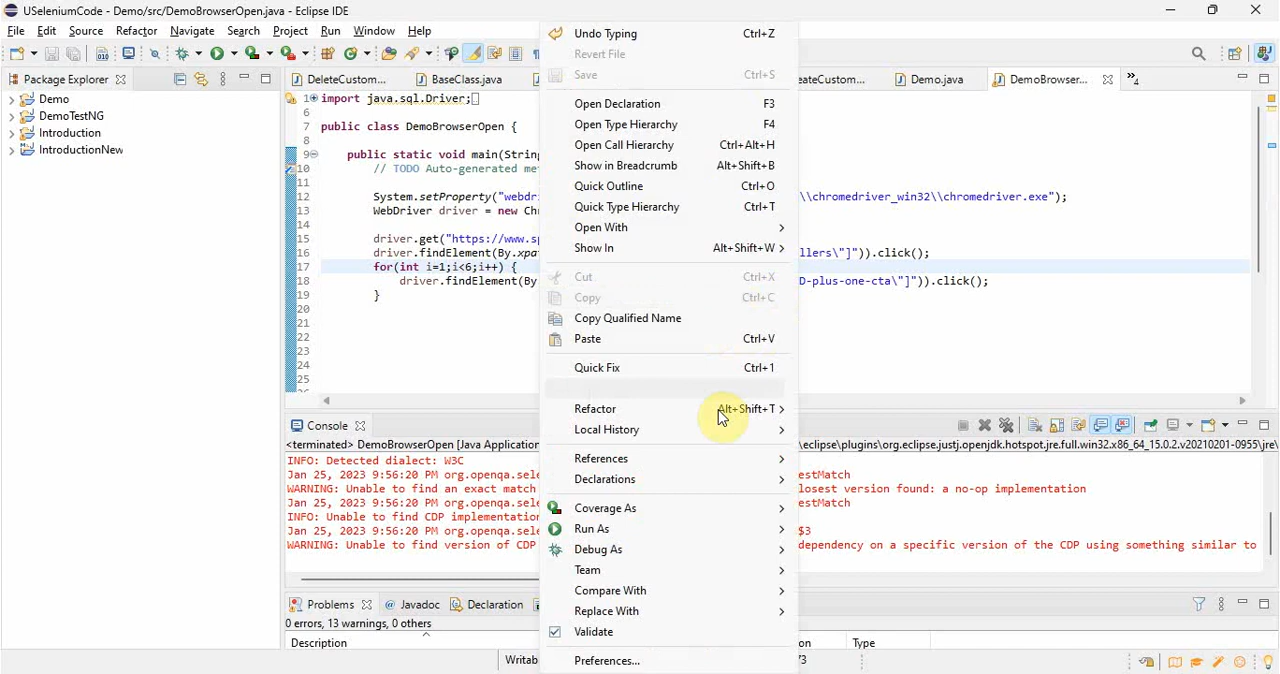 USeleniumCode - Demo/src/DemoBrowserOpen.java - Eclipse IDE
File Edit Source Refactor Navigate Search Project Run Window Help
Package Explorer
Demo
DemoTestNG
Introduction
IntroductionNew
DeleteCustom... BaseClass.java eateCustom... Demo.java DemoBrowser... »4
1 import java.sql.Driver;
6
7 public class DemoBrowserOpen {
8
9 public static void main(String
10 // TODO Auto-generated me
11
12 System.setProperty("webdr \\chromedriver_win32\\chromedriver.exe");
13 WebDriver driver = new Ch
14
15 driver.get("https://www.sp
16 driver.findElement(By.xpa llers\"]")).click();
17 for(int i=1;i<6;i++) {
18 driver.findElement(By D-plus-one-cta\"]")).click();
19 }
20
21
22
23
24
25
Undo Typing Ctrl+Z
Revert File
Save Ctrl+S
Open Declaration F3
Open Type Hierarchy F4
Open Call Hierarchy Ctrl+Alt+H
Show in Breadcrumb Alt+Shift+B
Quick Outline Ctrl+O
Quick Type Hierarchy Ctrl+T
Open With
Show In Alt+Shift+W
Cut Ctrl+X
Copy Ctrl+C
Copy Qualified Name
Paste Ctrl+V
Quick Fix Ctrl+1
Refactor Alt+Shift+T
Local History
References
Declarations
Coverage As
Run As
Debug As
Team
Compare With
Replace With
Validate
Preferences...
Console
<terminated> DemoBrowserOpen [Java Application \eclipse\plugins\org.eclipse.justj.openjdk.hotspot.jre.full.win32.x86_64_15.0.2.v20210201-0955\jre\
INFO: Detected dialect: W3C
Jan 25, 2023 9:56:20 PM org.openqa.sele estMatch
WARNING: Unable to find an exact match losest version found: a no-op implementation
Jan 25, 2023 9:56:20 PM org.openqa.sele estMatch
INFO: Unable to find CDP implementation
Jan 25, 2023 9:56:20 PM org.openqa.sele $3
WARNING: Unable to find version of CDP dependency on a specific version of the CDP using something similar to
Problems Javadoc Declaration
0 errors, 13 warnings, 0 others
Description on Type
Writab 73